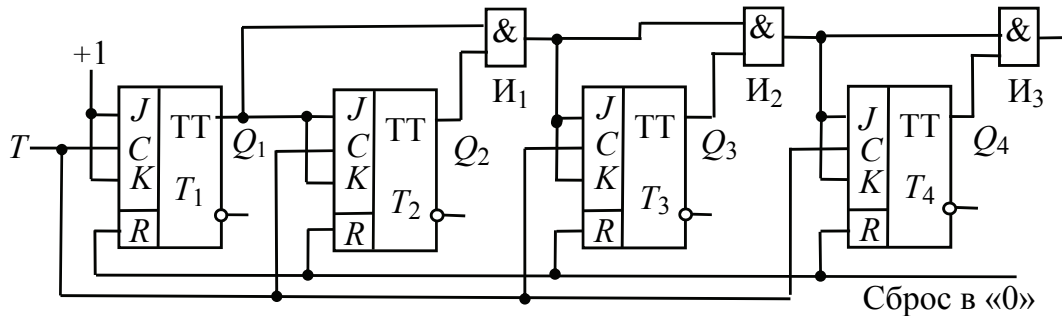 & & &
+1 И₁ И₂ И₃
J TT J TT J TT J TT
T C Q₁ C Q₂ C Q₃ C Q₄
K T₁ K T₂ K T₃ K T₄
R R R R
Сброс в «0»